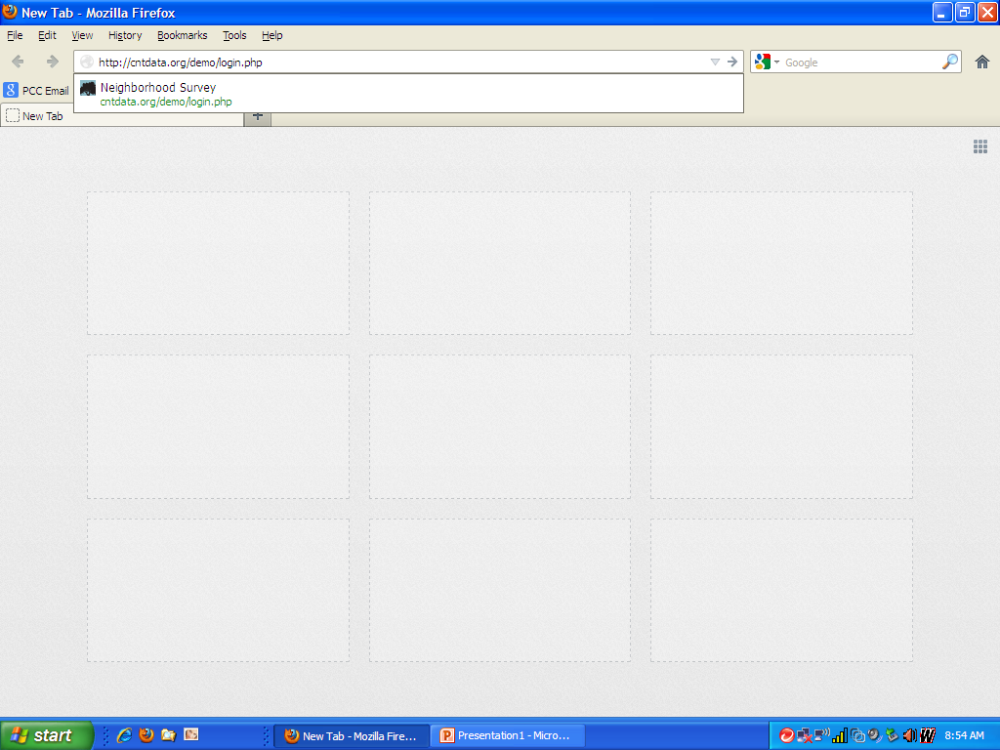 New Tab - Mozilla Firefox
File Edit View History Bookmarks Tools Help
http://cntdata.org/demo/login.php
Google
Neighborhood Survey
cntdata.org/demo/login.php
8 PCC Email
New Tab
start
New Tab - Mozilla Fire...
Presentation1 - Micro...
8:54 AM